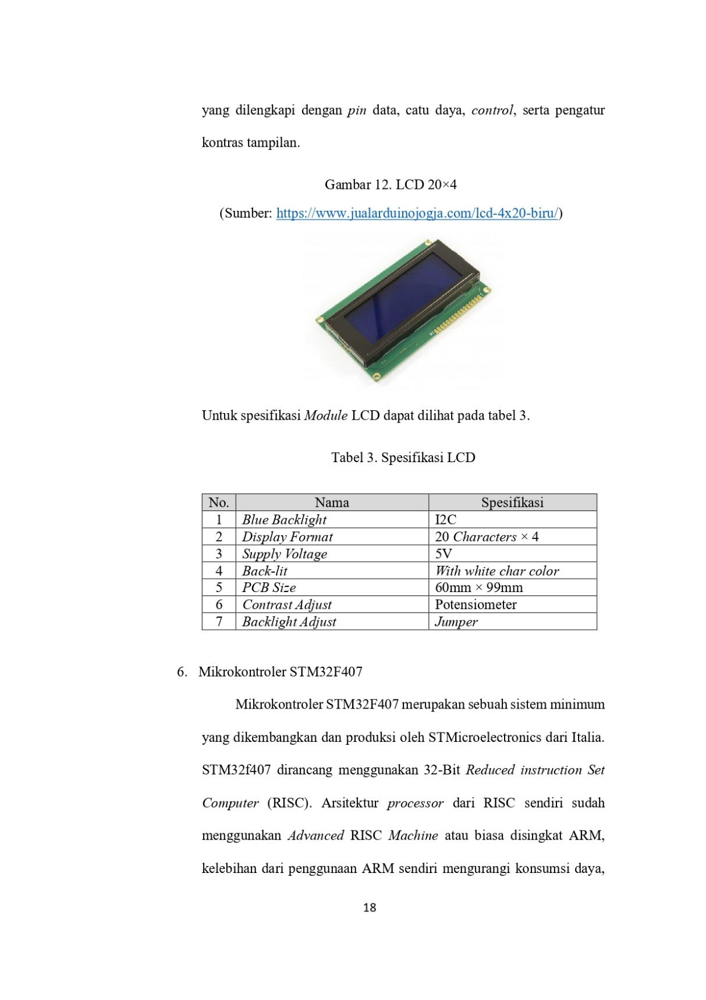 yang dilengkapi dengan pin data, catu daya, control, serta pengatur
kontras tampilan.
Gambar 12. LCD 20×4
(Sumber: https://www.jualarduinojogja.com/lcd-4x20-biru/)
Untuk spesifikasi Module LCD dapat dilihat pada tabel 3.
Tabel 3. Spesifikasi LCD
No. Nama Spesifikasi
1 Blue Backlight I2C
2 Display Format 20 Characters × 4
3 Supply Voltage 5V
4 Back-lit With white char color
5 PCB Size 60mm × 99mm
6 Contrast Adjust Potensiometer
7 Backlight Adjust Jumper
6. Mikrokontroler STM32F407
Mikrokontroler STM32F407 merupakan sebuah sistem minimum
yang dikembangkan dan produksi oleh STMicroelectronics dari Italia.
STM32f407 dirancang menggunakan 32-Bit Reduced instruction Set
Computer (RISC). Arsitektur processor dari RISC sendiri sudah
menggunakan Advanced RISC Machine atau biasa disingkat ARM,
kelebihan dari penggunaan ARM sendiri mengurangi konsumsi daya,
18